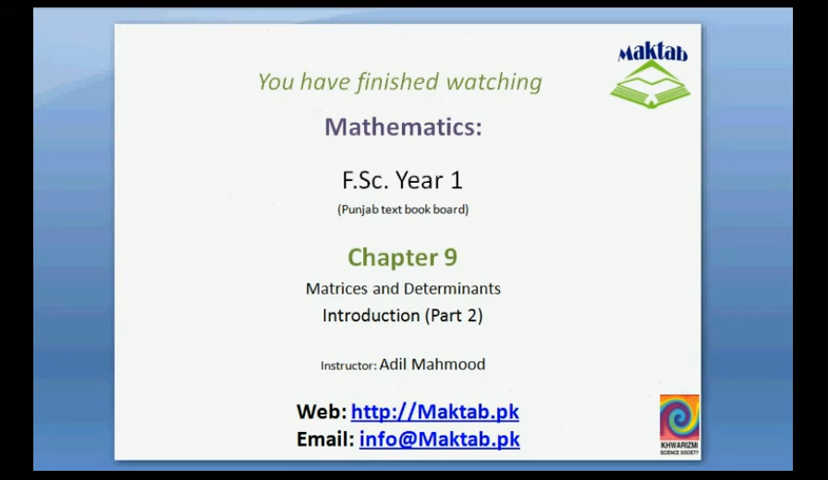 Maktab
You have finished watching
Mathematics:
F.Sc. Year 1
(Punjab text book board)
Chapter 9
Matrices and Determinants
Introduction (Part 2)
Instructor: Adil Mahmood
Web: http://Maktab.pk
Email: info@Maktab.pk
KHWARIZMI
SCIENCE SOCIETY